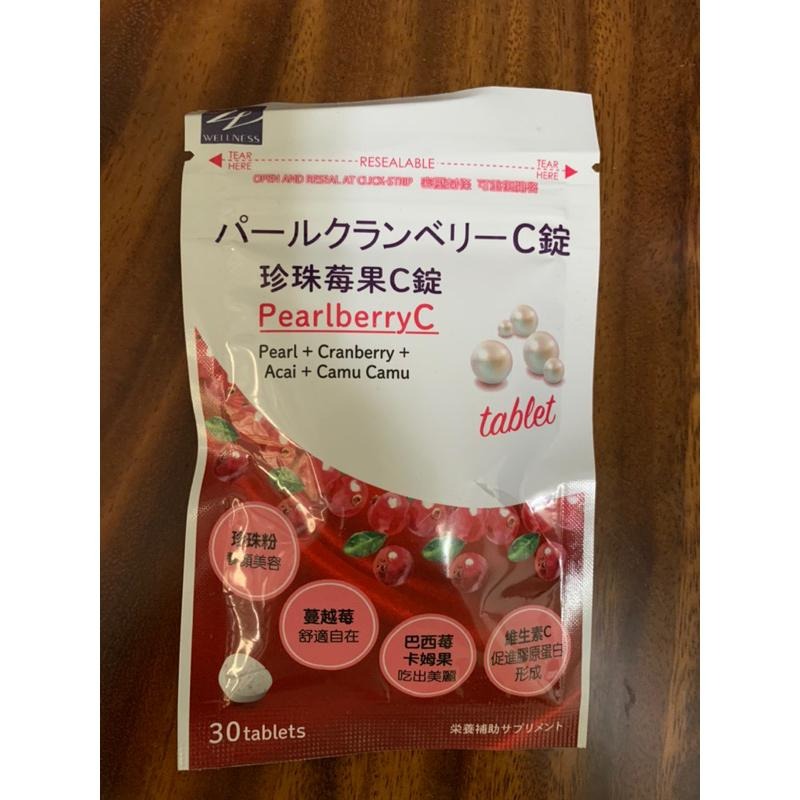 WELLNESS
TEAR HERE
RESEALABLE
TEAR HERE
OPEN AND RESEAL AT CLICK-STRIP
パールクランベリーC錠
珍珠莓果C錠
PearlberryC
Pearl + Cranberry +
Acai + Camu Camu
tablet
珍珠粉
美容
蔓越莓
舒適自在
巴西莓
卡姆果
吃出美麗
維生素C
促進膠原蛋白
形成
30tablets
栄養補助サプリメント